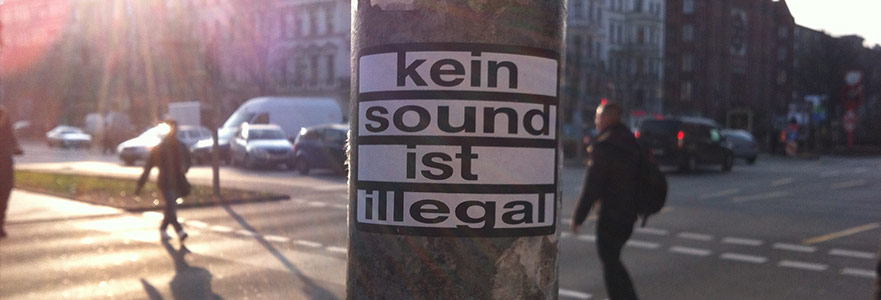 kein
sound
ist
illegal